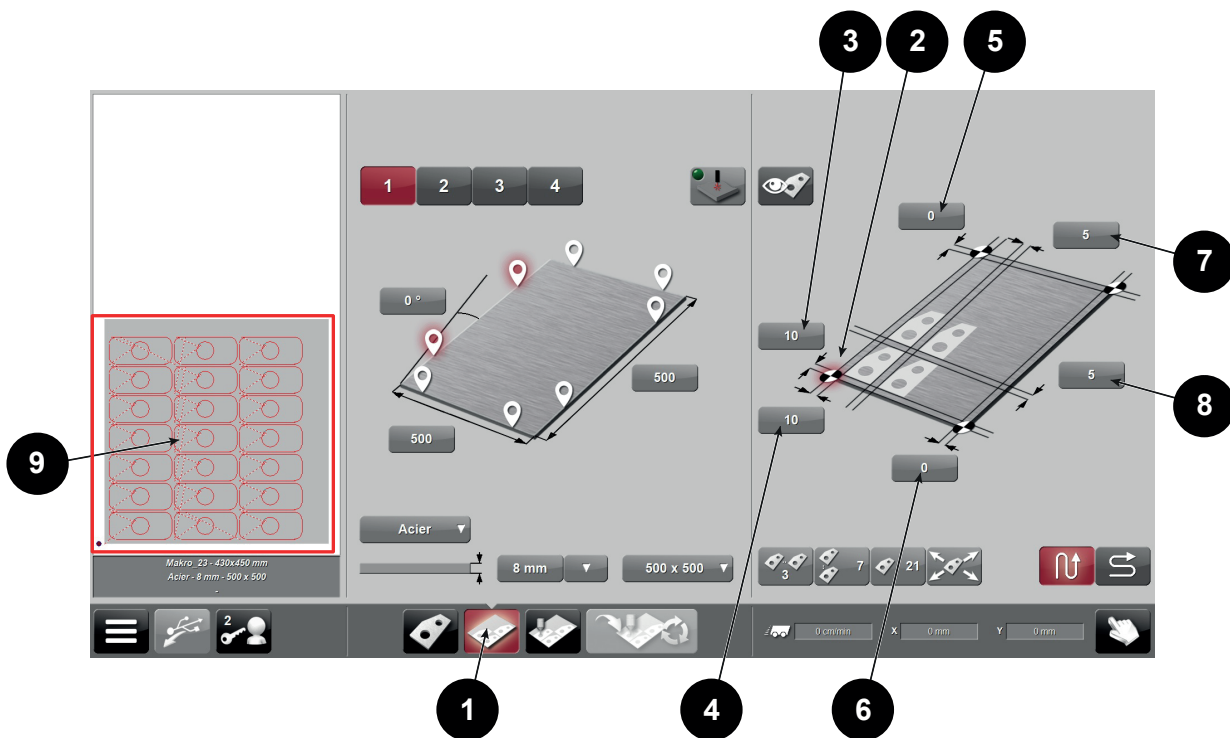 3 2 5
1 2 3 4
0
5
7
0 °
10
500
5
8
10
500
9
0
Acier
Makro_23 - 430x450 mm
Acier - 8 mm - 500 x 500
-
8 mm
500 x 500
3
7
21
2
0 cm/min
X
0 mm
Y
0 mm
1
4
6